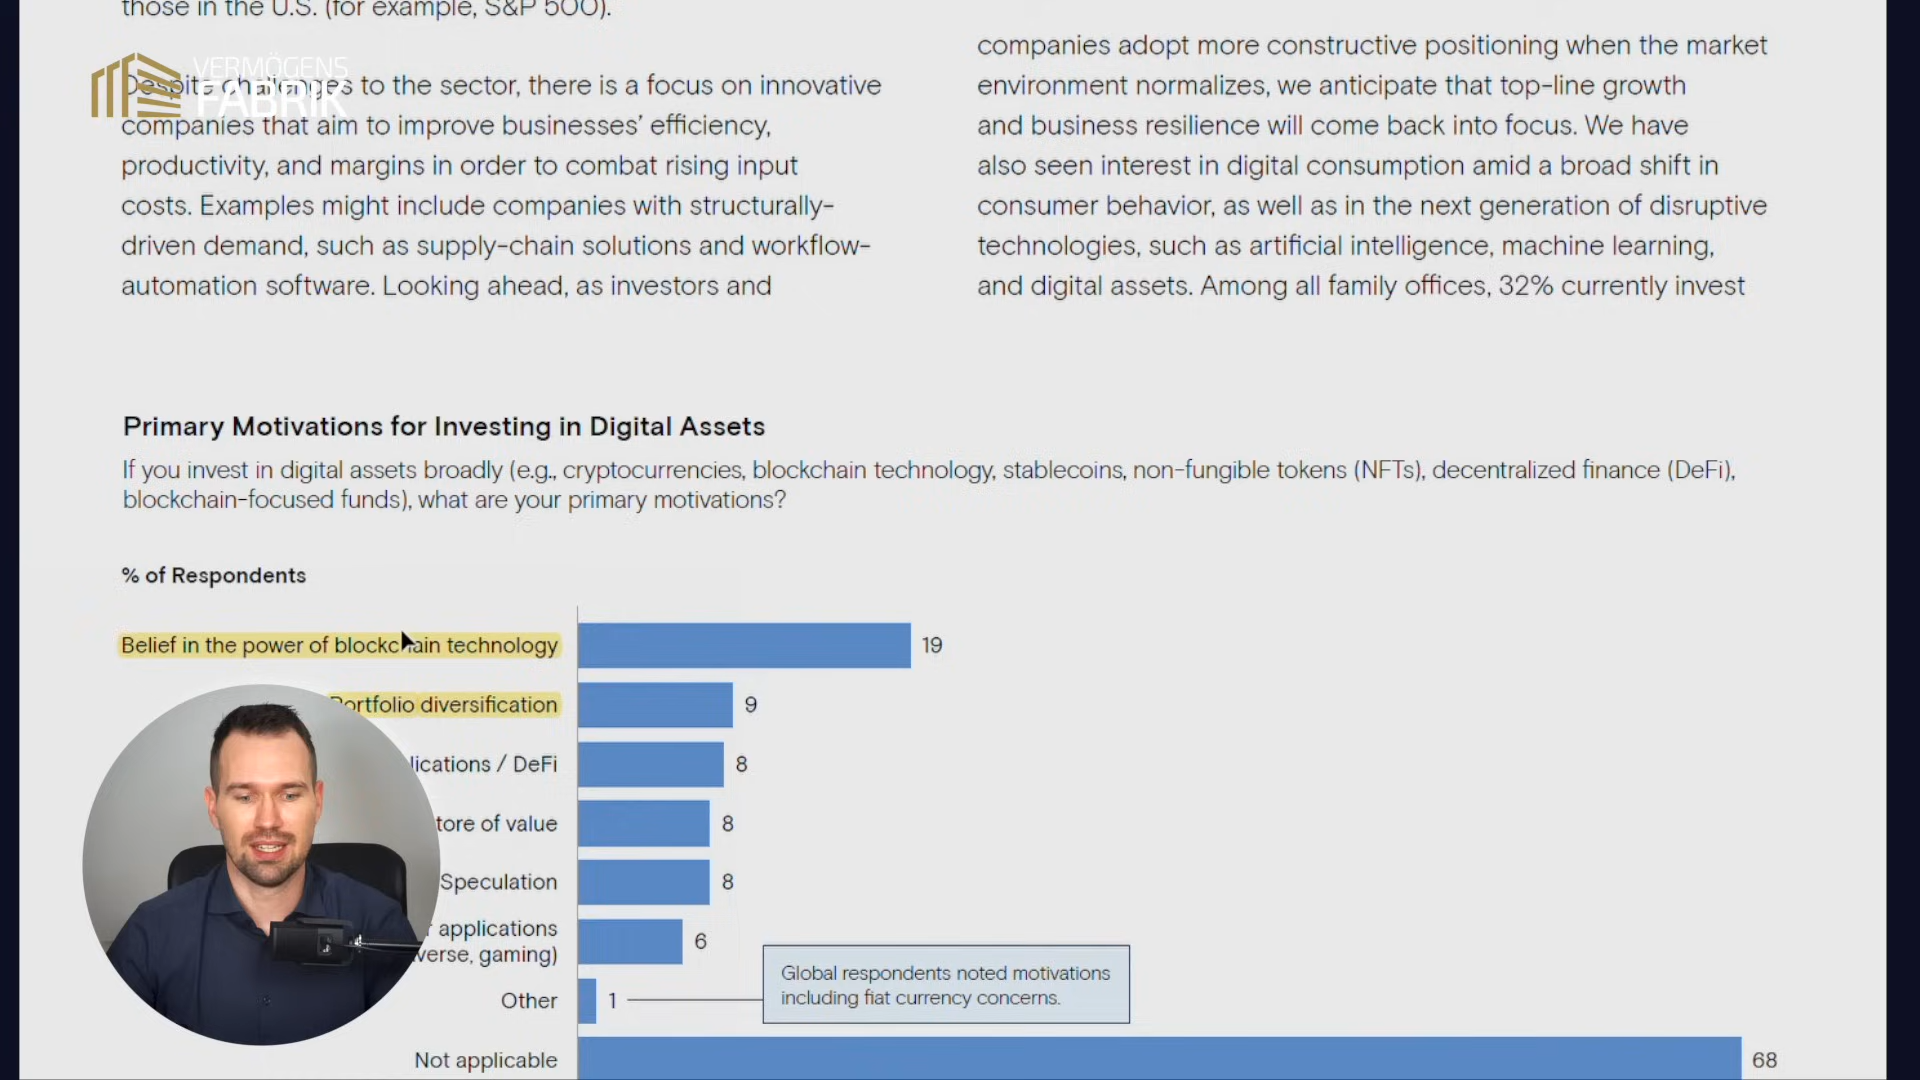 those in the U.S. (for example, S&P 500).
VERMÖGENS
FABRIK
Despite challenges to the sector, there is a focus on innovative
companies that aim to improve businesses’ efficiency,
productivity, and margins in order to combat rising input
costs. Examples might include companies with structurally-
driven demand, such as supply-chain solutions and workflow-
automation software. Looking ahead, as investors and
companies adopt more constructive positioning when the market
environment normalizes, we anticipate that top-line growth
and business resilience will come back into focus. We have
also seen interest in digital consumption amid a broad shift in
consumer behavior, as well as in the next generation of disruptive
technologies, such as artificial intelligence, machine learning,
and digital assets. Among all family offices, 32% currently invest
Primary Motivations for Investing in Digital Assets
If you invest in digital assets broadly (e.g., cryptocurrencies, blockchain technology, stablecoins, non-fungible tokens (NFTs), decentralized finance (DeFi),
blockchain-focused funds), what are your primary motivations?
% of Respondents
Belief in the power of blockchain technology 19
Portfolio diversification 9
/ DeFi 8
of value 8
Speculation 8
applications
gaming) 6
Other 1
Global respondents noted motivations
including fiat currency concerns.
Not applicable 68